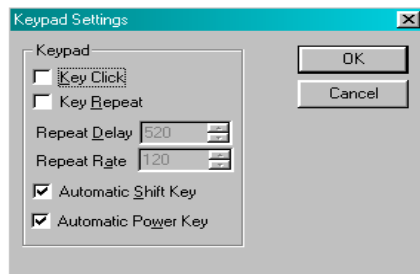 Keypad Settings
Keypad
Key Click
Key Repeat
Repeat Delay 520
Repeat Rate 120
Automatic Shift Key
Automatic Power Key
OK
Cancel